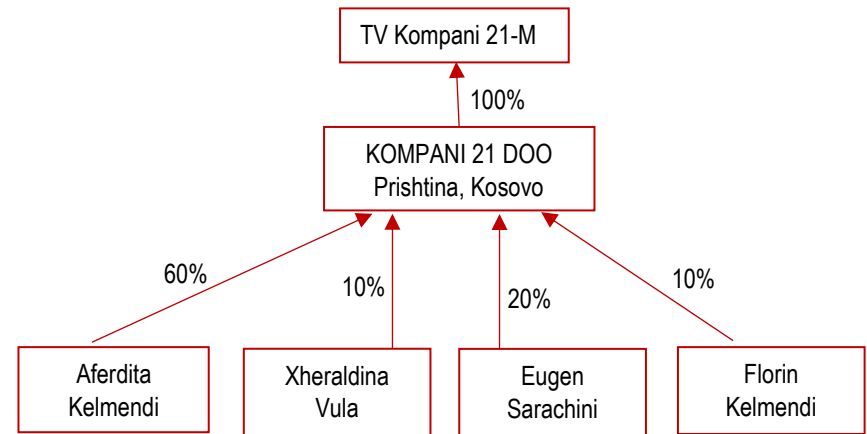 TV Kompani 21-M
100%
KOMPANI 21 DOO
Prishtina, Kosovo
60%
10%
20%
10%
Aferdita
Kelmendi
Xheraldina
Vula
Eugen
Sarachini
Florin
Kelmendi